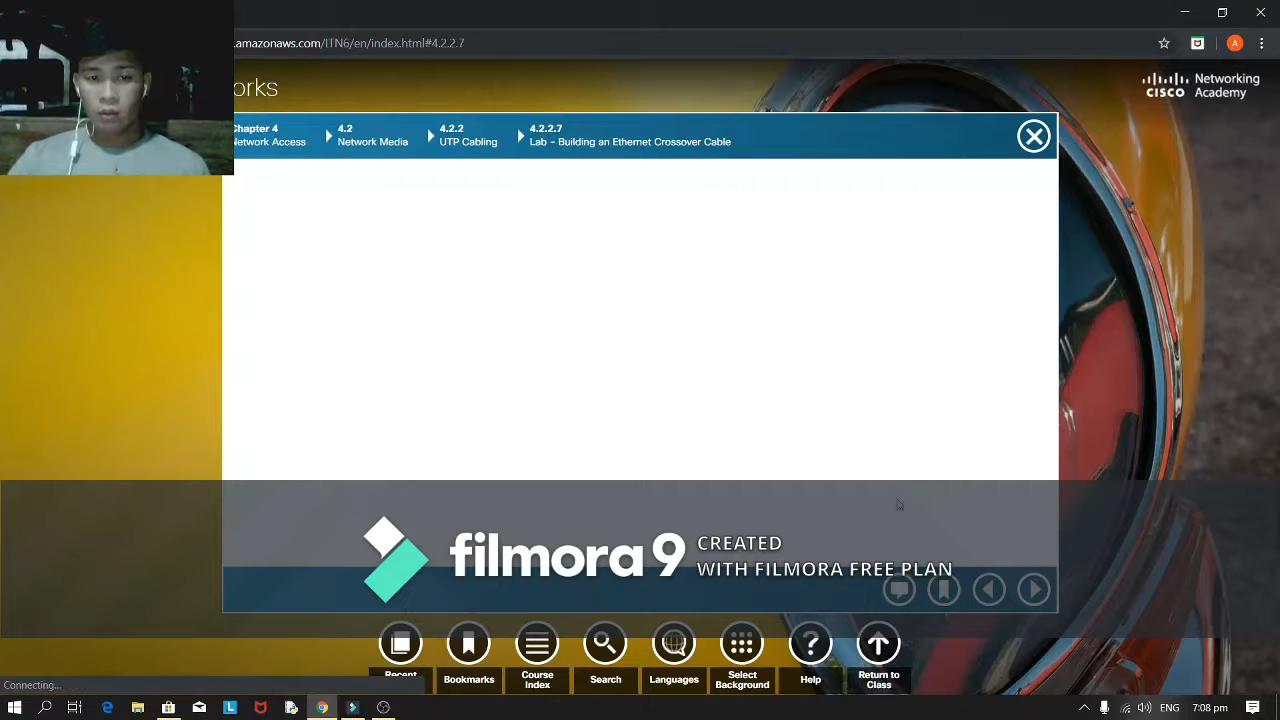 .amazonaws.com/ITN6/en/index.html#4.2.2.7
A
orks
Networking
CISCO Academy
Chapter 4
Network Access
4.2
Network Media
4.2.2
UTP Cabling
4.2.2.7
Lab – Building an Ethernet Crossover Cable
filmora 9
CREATED
WITH FILMORA FREE PLAN
Recent
Bookmarks
Course
Index
Search
Languages
Select
Background
?
Help
Return to
Class
Connecting...
L
ENG
7:08 pm